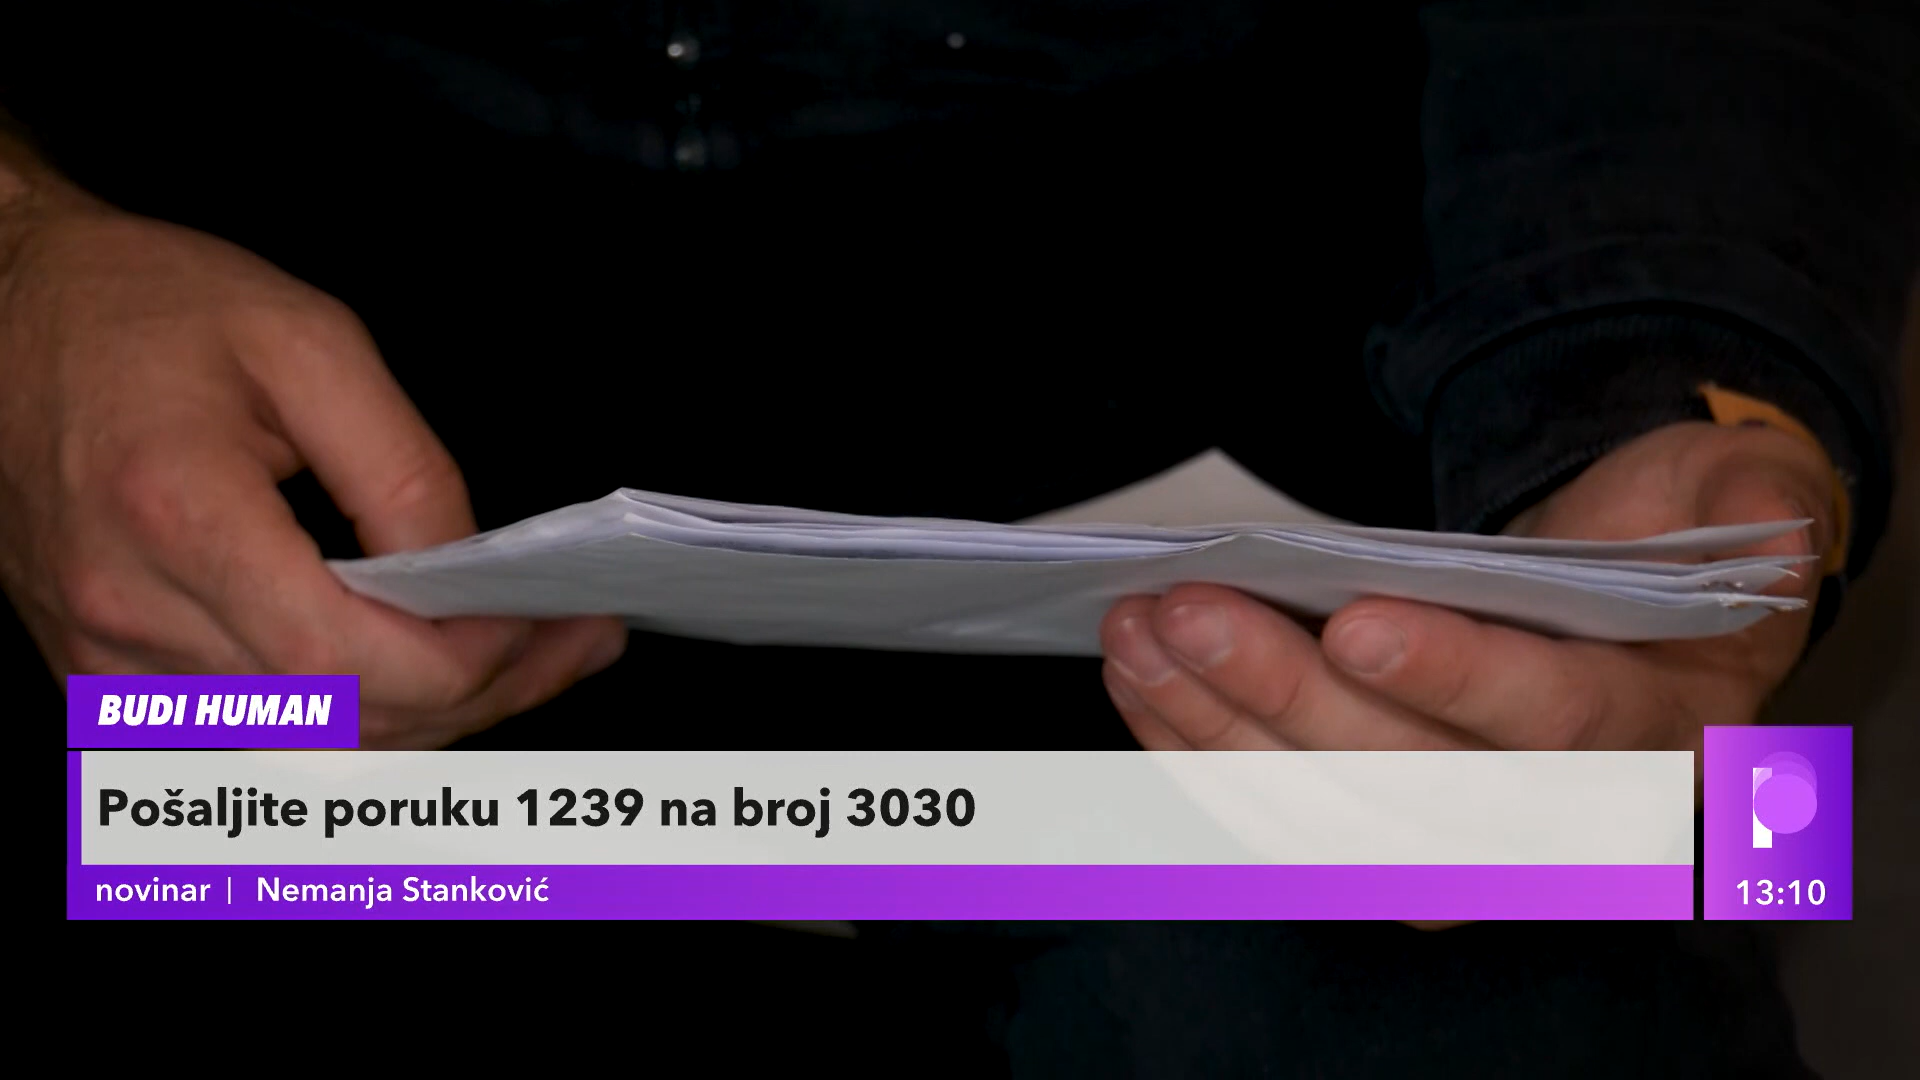 BUDI HUMAN
Pošaljite poruku 1239 na broj 3030
novinar | Nemanja Stanković
13:10